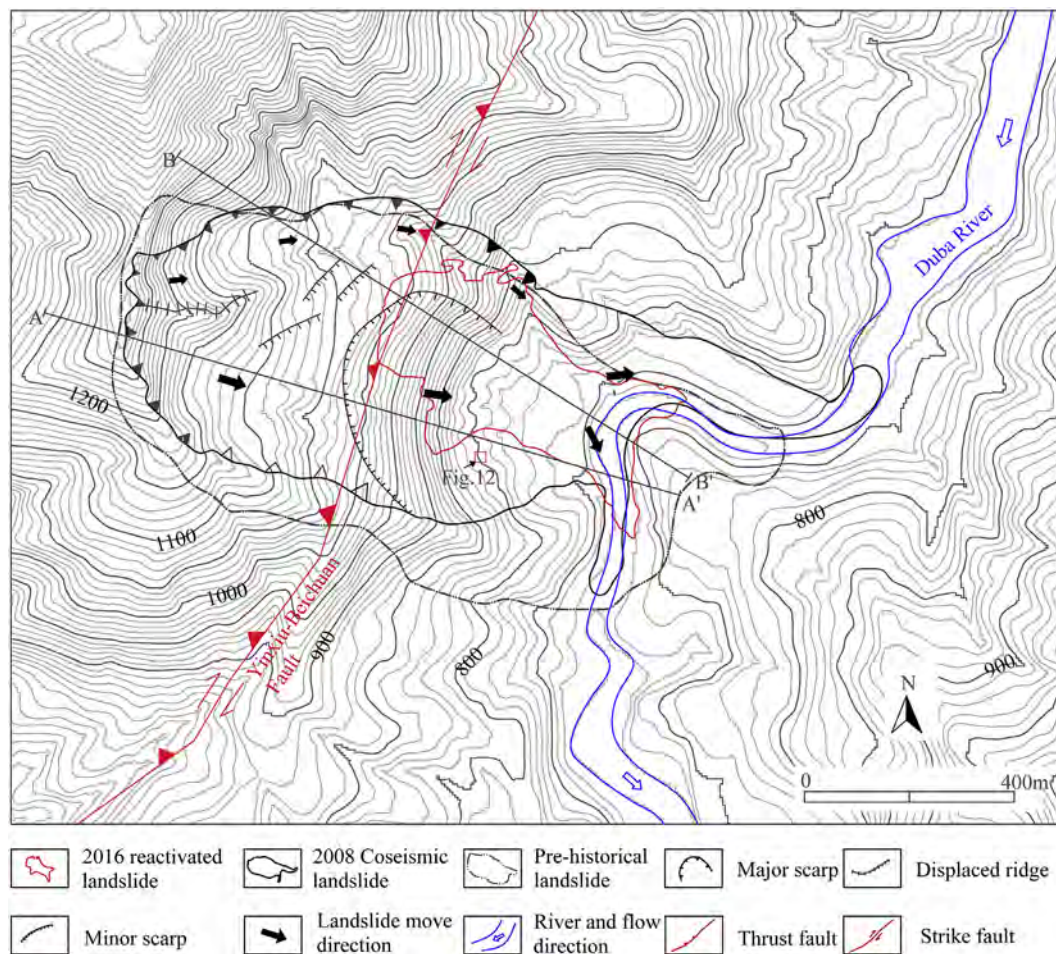 B
Duba River
A
1200
Fig.12
B'
A'
800
1100
1000
Yinxiu-Beichuan
Fault
900
800
900
N
0 400m
2016 reactivated
landslide
2008 Coseismic
landslide
Pre-historical
landslide
Major scarp
Displaced ridge
Minor scarp
Landslide move
direction
River and flow
direction
Thrust fault
Strike fault